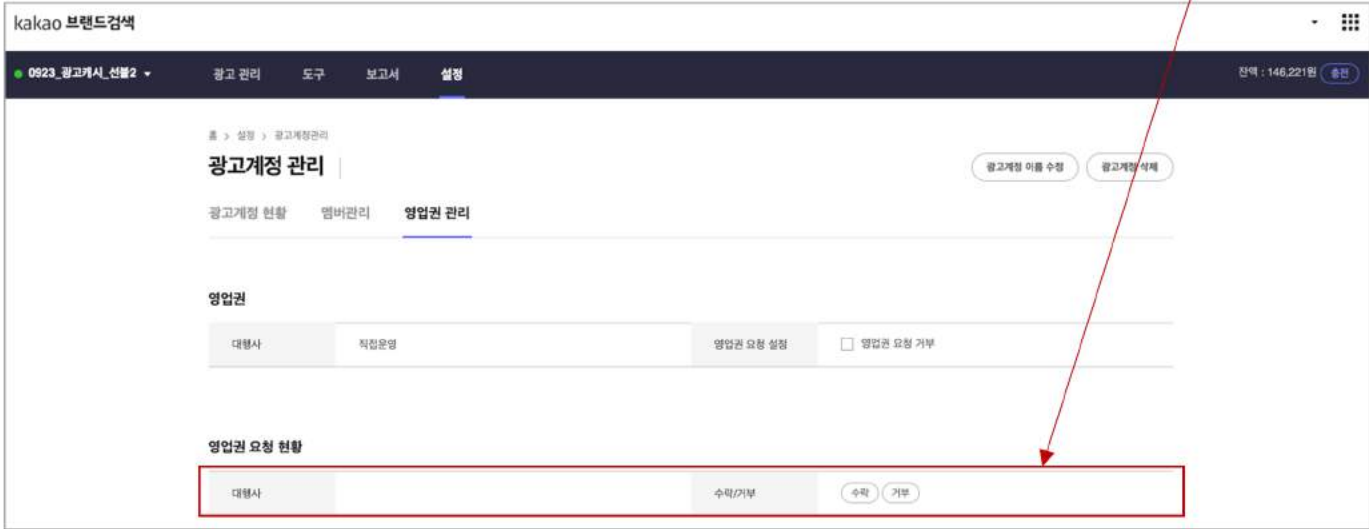 kakao 브랜드검색
0923_광고캐시_선불2 광고 관리 도구 보고서 설정 잔액 : 146,221원 충전
홈 > 설정 > 광고계정관리
광고계정 관리 광고계정 이름 수정 광고계정 삭제
광고계정 현황 멤버관리 영업권 관리
영업권
대행사 직접운영 영업권 요청 설정 영업권 요청 거부
영업권 요청 현황
대행사 수락/거부 수락 거부